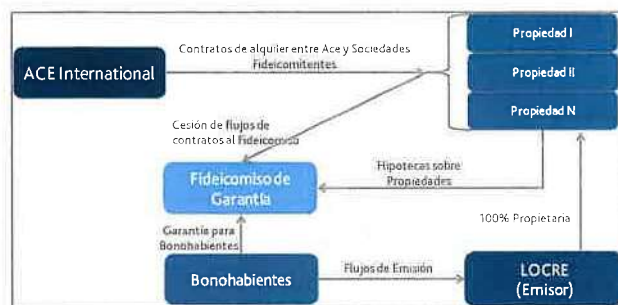 Propiedad I
Contratos de alquiler entre Ace y Sociedades
Fideicomitentes
ACE International
Propiedad II
Propiedad N
Cesión de flujos de
contratos al Fideicomiso
Fideicomiso de
Garantía
Hipotecas sobre
Propiedades
100% Propietaria
Garantía para
Bonohabientes
Bonohabientes
Flujos de Emisión
LOCRE
(Emisor)